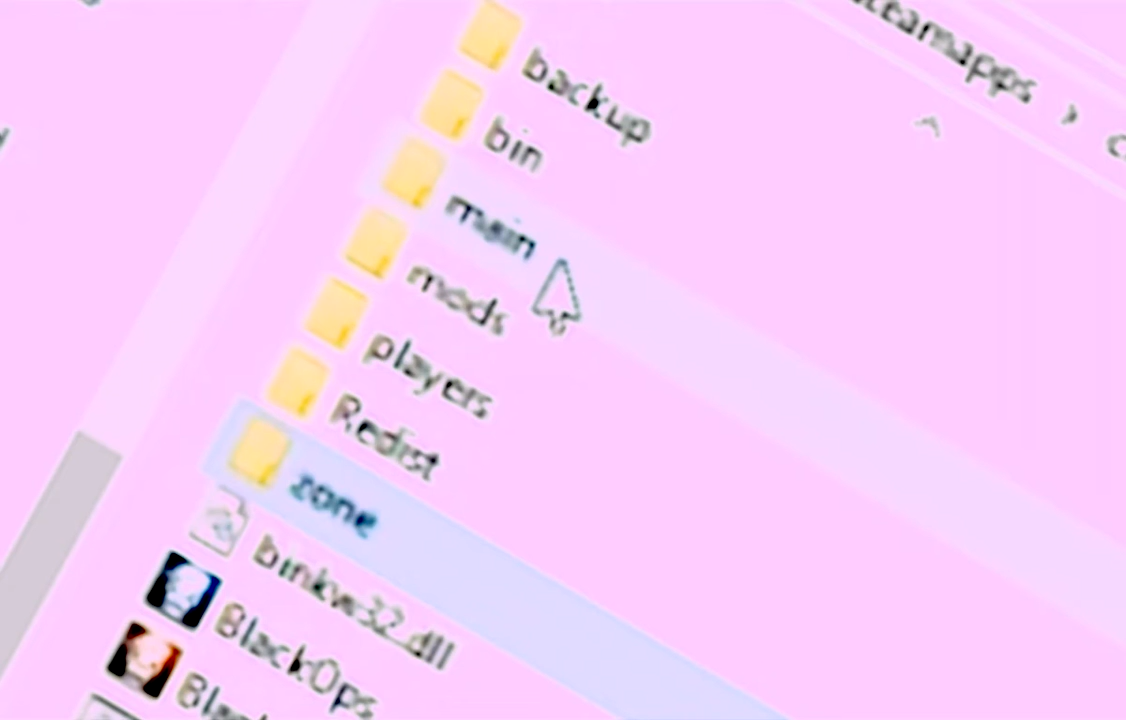 backup
bin
main
mods
players
Redist
zone
binkw32.dll
BlackOps